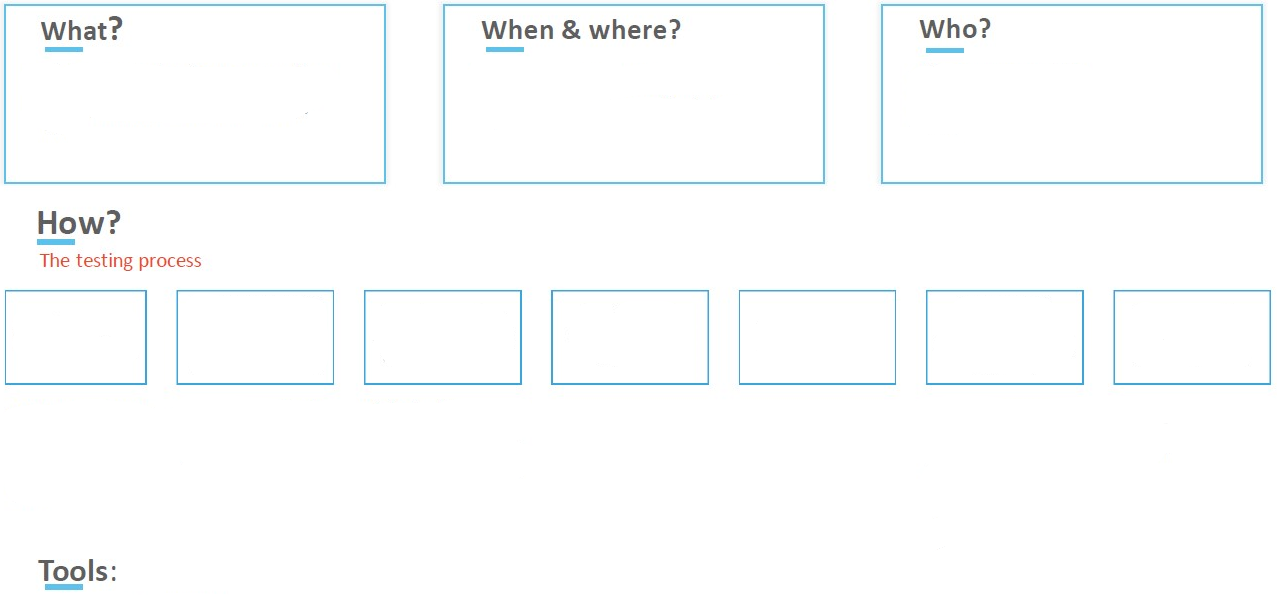 What?
When & where?
Who?
How?
The testing process
Tools: